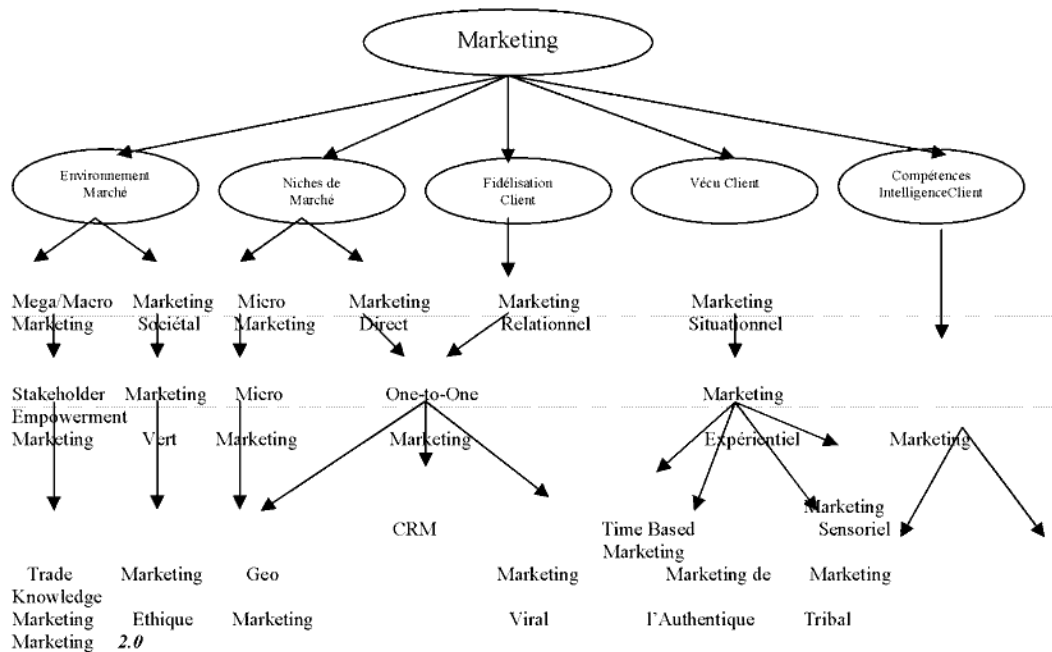 Marketing
Environnement
Marché
Niches de
Marché
Fidélisation
Client
Vécu Client
Compétences
IntelligenceClient
Mega/Macro Marketing Micro Marketing Marketing Marketing
Marketing Sociétal Marketing Direct Relationnel Situationnel
Stakeholder Marketing Micro One-to-One Marketing
Empowerment
Marketing Vert Marketing Marketing Expérientiel Marketing
Marketing
CRM Time Based Sensoriel
Marketing
Trade Marketing Geo Marketing Marketing de Marketing
Knowledge
Marketing Ethique Marketing Viral l'Authentique Tribal
Marketing 2.0